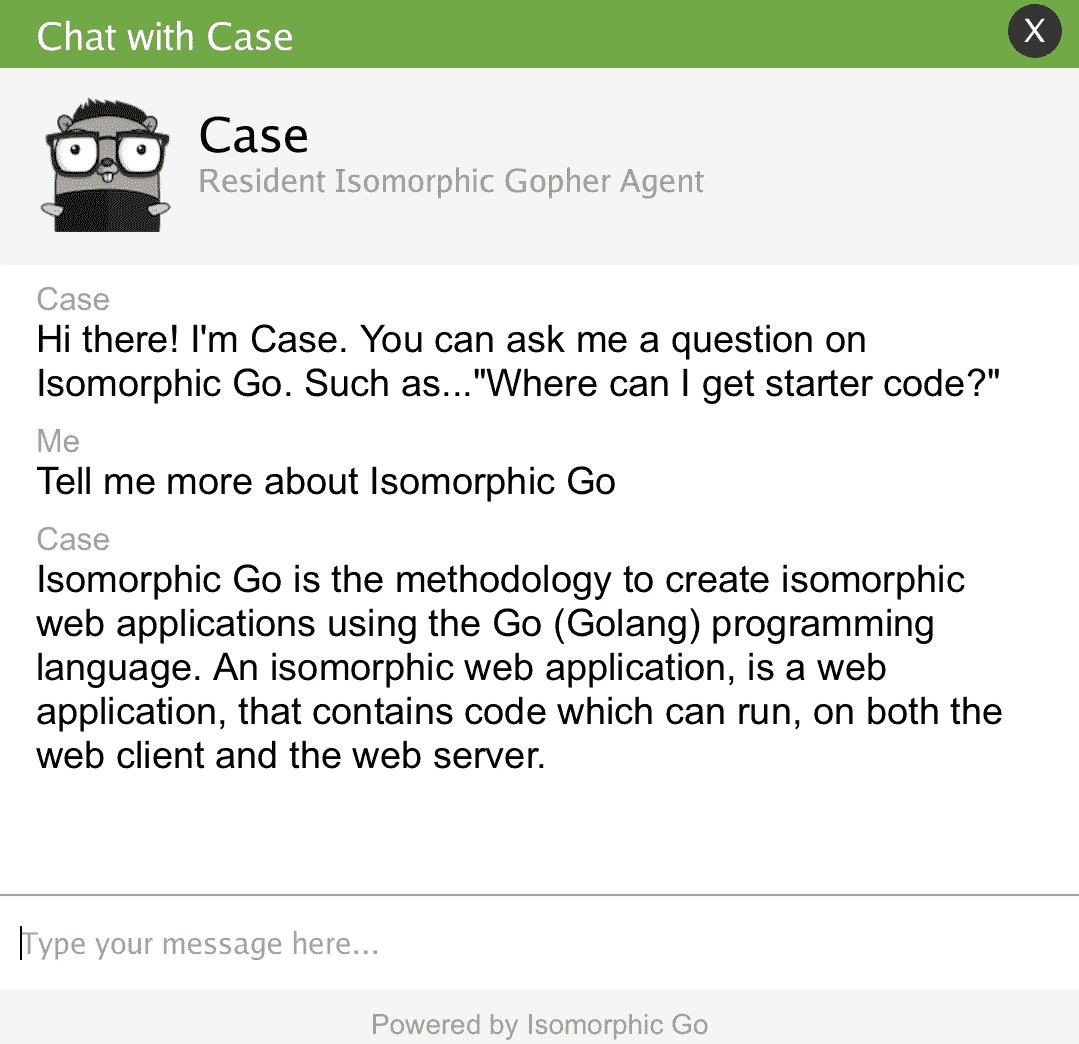 Chat with Case
X
Case
Resident Isomorphic Gopher Agent
Case
Hi there! I'm Case. You can ask me a question on
Isomorphic Go. Such as..."Where can I get starter code?"
Me
Tell me more about Isomorphic Go
Case
Isomorphic Go is the methodology to create isomorphic
web applications using the Go (Golang) programming
language. An isomorphic web application, is a web
application, that contains code which can run, on both the
web client and the web server.
Type your message here...
Powered by Isomorphic Go